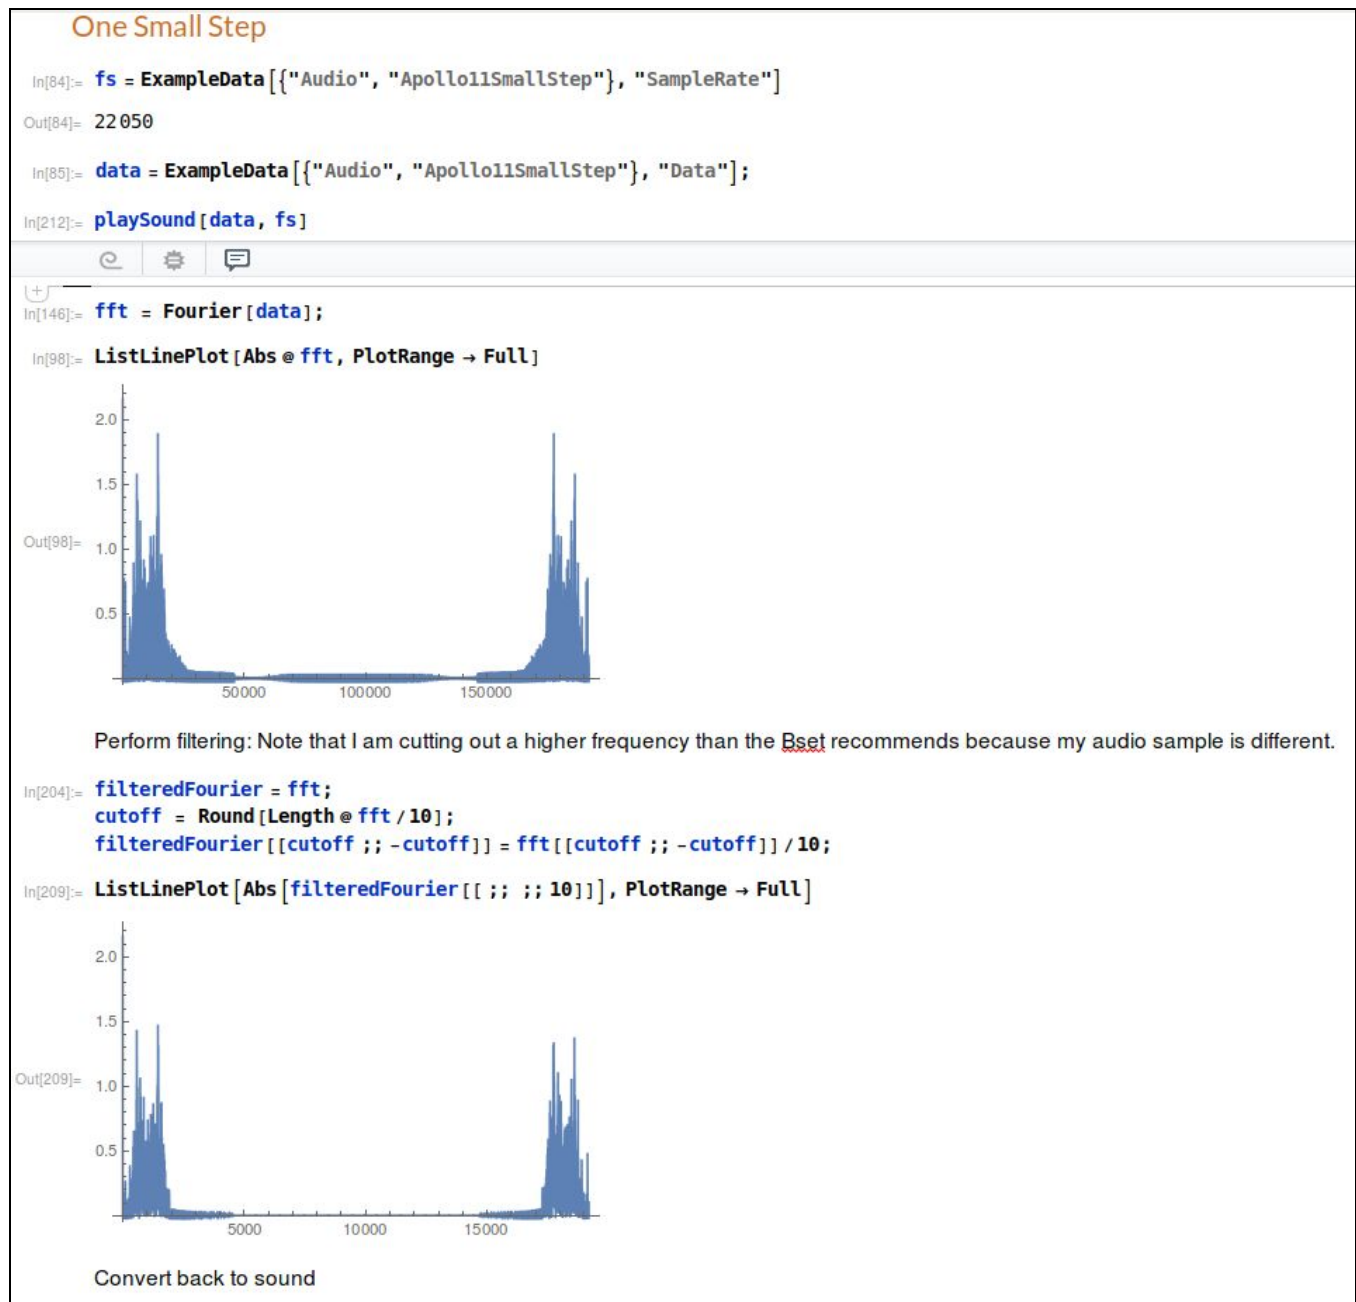 One Small Step
In[84]:= fs = ExampleData[{"Audio", "Apollo11SmallStep"}, "SampleRate"]
Out[84]= 22050
In[85]:= data = ExampleData[{"Audio", "Apollo11SmallStep"}, "Data"];
In[212]:= playSound[data, fs]
In[146]:= fft = Fourier[data];
In[98]:= ListLinePlot[Abs@fft, PlotRange → Full]
2.0
1.5
Out[98]= 1.0
0.5
50000 100000 150000
Perform filtering: Note that I am cutting out a higher frequency than the Bset recommends because my audio sample is different.
In[204]:= filteredFourier = fft;
cutoff = Round[Length@fft / 10];
filteredFourier[[cutoff ;; -cutoff]] = fft[[cutoff ;; -cutoff]] / 10;
In[209]:= ListLinePlot[Abs[filteredFourier[[ ;; ;; 10]]], PlotRange → Full]
2.0
1.5
Out[209]= 1.0
0.5
5000 10000 15000
Convert back to sound